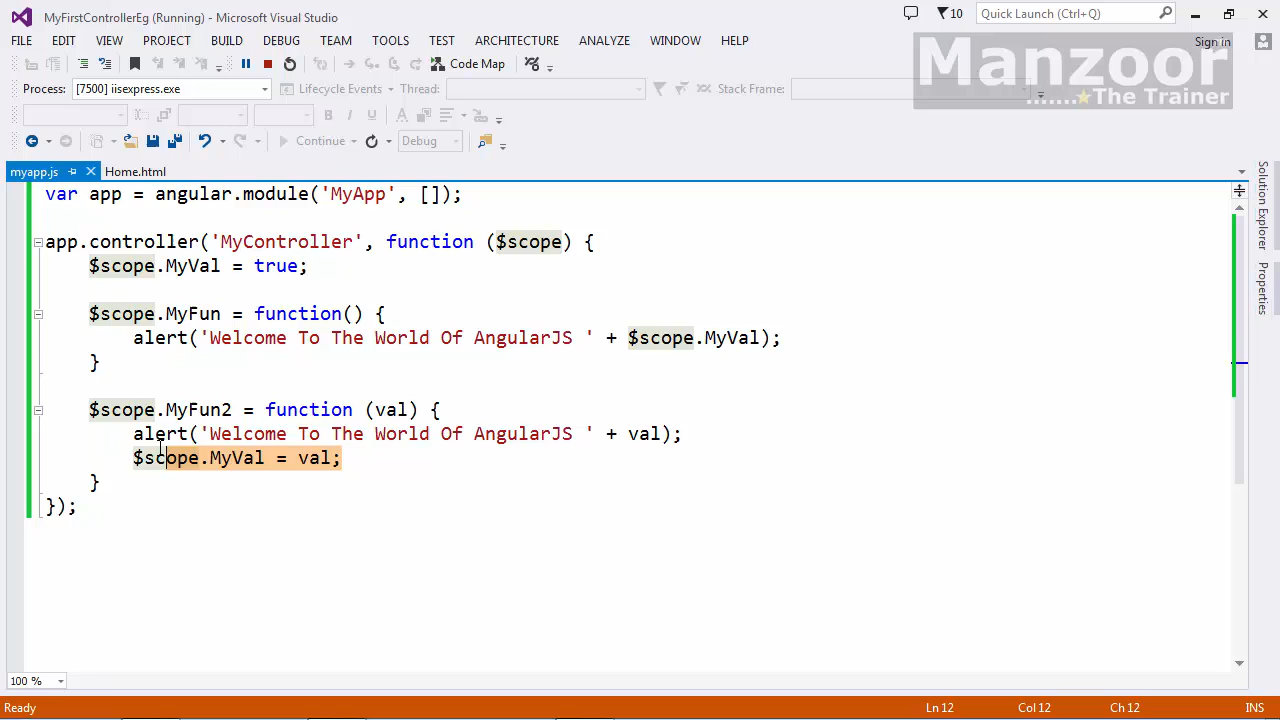 MyFirstControllerEg (Running) - Microsoft Visual Studio
10
Quick Launch (Ctrl+Q)
FILE EDIT VIEW PROJECT BUILD DEBUG TEAM TOOLS TEST ARCHITECTURE ANALYZE WINDOW HELP
Sign in
Manzoor
.......The Trainer
Code Map
Process: [7500] iisexpress.exe Lifecycle Events Thread: Stack Frame:
B I U A
Continue Debug
myapp.js Home.html
var app = angular.module('MyApp', []);
app.controller('MyController', function ($scope) {
$scope.MyVal = true;
$scope.MyFun = function() {
alert('Welcome To The World Of AngularJS ' + $scope.MyVal);
}
$scope.MyFun2 = function (val) {
alert('Welcome To The World Of AngularJS ' + val);
$scope.MyVal = val;
}
});
Solution Explorer
Properties
100 %
Ready Ln 12 Col 12 Ch 12 INS